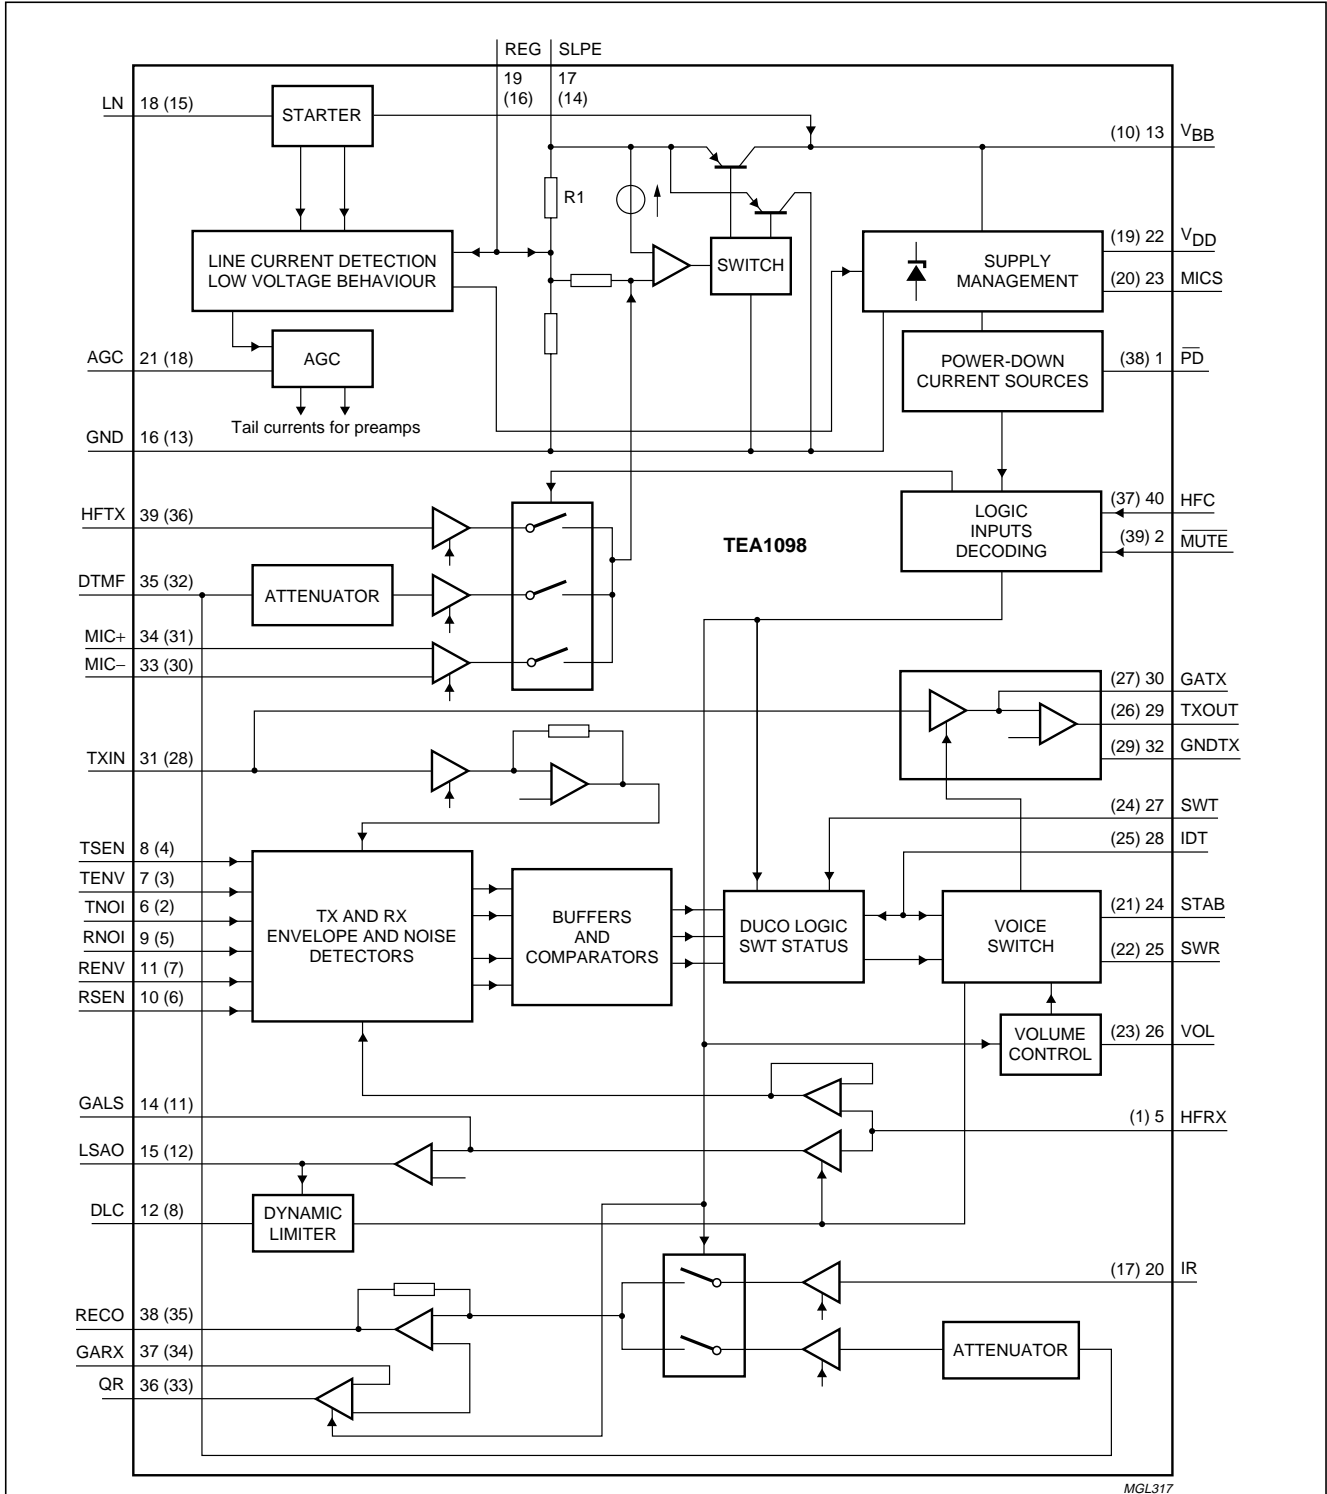 REG SLPE
19 17
(16) (14)
LN 18 (15)
STARTER
(10) 13 VBB
R1
LINE CURRENT DETECTION
LOW VOLTAGE BEHAVIOUR
SWITCH
SUPPLY
MANAGEMENT
(19) 22 VDD
(20) 23 MICS
AGC 21 (18)
AGC
POWER-DOWN
CURRENT SOURCES
(38) 1 PD
Tail currents for preamps
GND 16 (13)
HFTX 39 (36)
LOGIC
INPUTS
DECODING
(37) 40 HFC
(39) 2 MUTE
TEA1098
DTMF 35 (32)
ATTENUATOR
MIC+ 34 (31)
MIC− 33 (30)
(27) 30 GATX
(26) 29 TXOUT
(29) 32 GNDTX
TXIN 31 (28)
(24) 27 SWT
(25) 28 IDT
TSEN 8 (4)
TENV 7 (3)
TNOI 6 (2)
RNOI 9 (5)
RENV 11 (7)
RSEN 10 (6)
TX AND RX
ENVELOPE AND NOISE
DETECTORS
BUFFERS
AND
COMPARATORS
DUCO LOGIC
SWT STATUS
VOICE
SWITCH
(21) 24 STAB
(22) 25 SWR
VOLUME
CONTROL
(23) 26 VOL
GALS 14 (11)
(1) 5 HFRX
LSAO 15 (12)
DLC 12 (8)
DYNAMIC
LIMITER
(17) 20 IR
RECO 38 (35)
GARX 37 (34)
QR 36 (33)
ATTENUATOR
MGL317